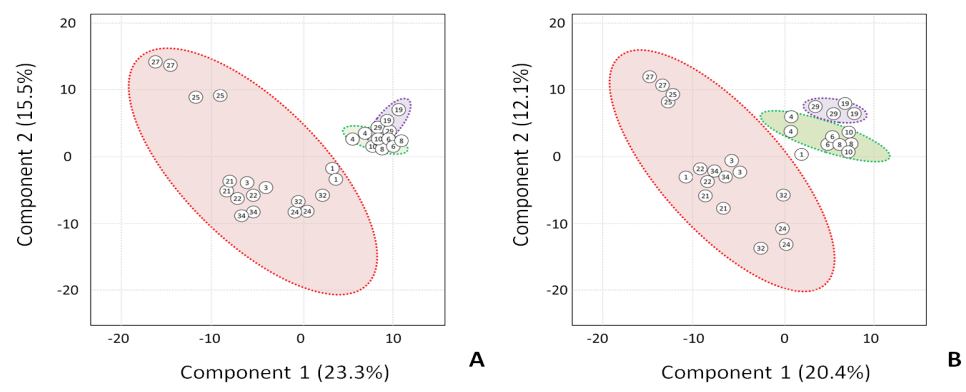 20
10
0
-10
-20
-20 -10 0 10
Component 2 (15.5%)
Component 1 (23.3%)
A
27 27
25 25
19
19
29 29
4 4
10 6 8
10 8 6
1
1
21 3 3
21 22 22
34 34
32
32
24 24
20
10
0
-10
-20
-20 -10 0 10
Component 2 (12.1%)
Component 1 (20.4%)
B
27
27
25
25
29 19
29 19
4
4
10
6
6 8 8
10
1
3
22 34 3
1 22 34
21
21
32
24
32 24